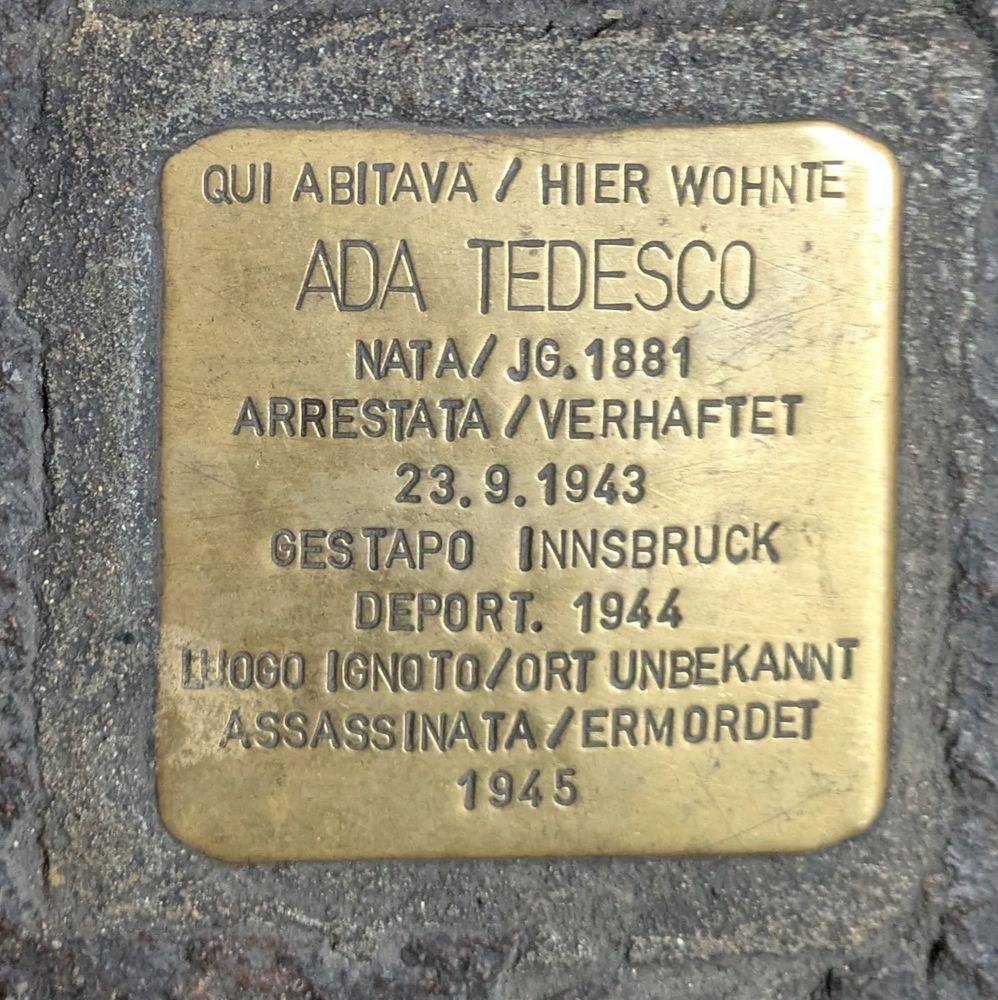 QUI ABITAVA / HIER WOHNTE
ADA TEDESCO
NATA/ JG.1881
ARRESTATA / VERHAFTET
23.9.1943
GESTAPO INNSBRUCK
DEPORT. 1944
LUOGO IGNOTO/ORT UNBEKANNT
ASSASSINATA/ERMORDET
1945